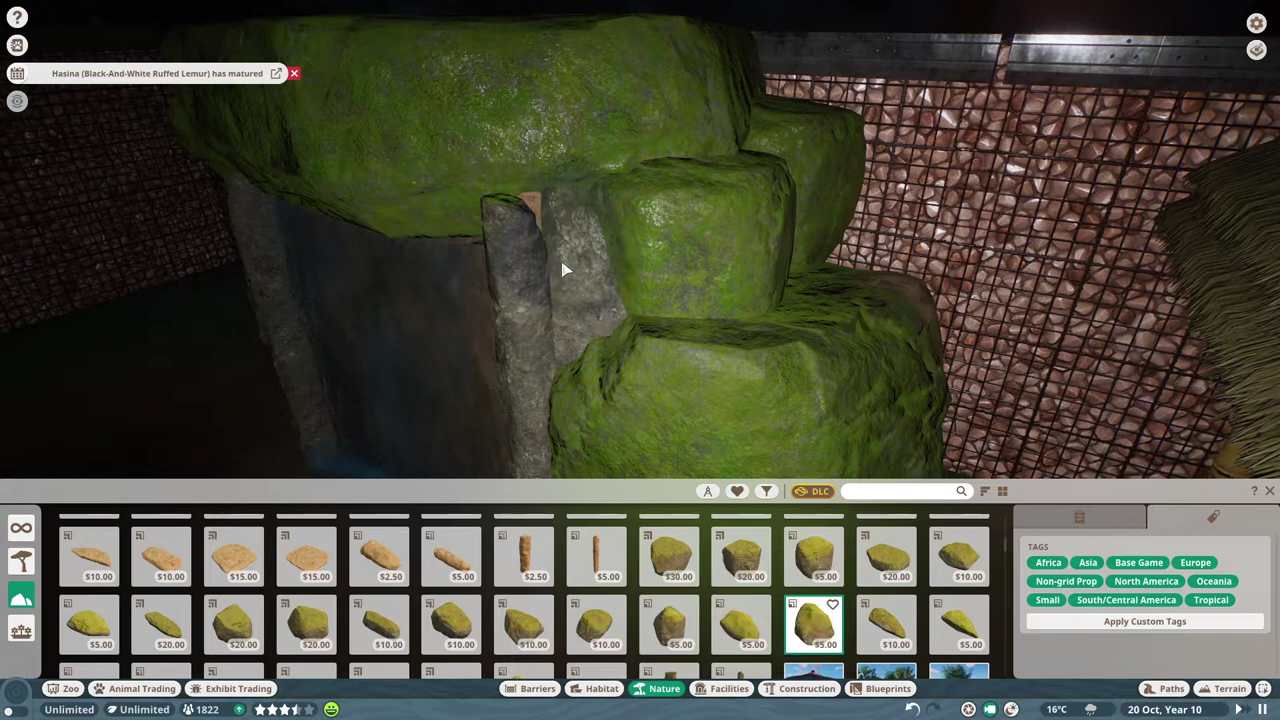 ?
Hasina (Black-And-White Ruffed Lemur) has matured
DLC
?
$10.00 $10.00 $15.00 $15.00 $2.50 $5.00 $2.50 $5.00 $30.00 $20.00 $5.00 $20.00 $10.00
$5.00 $20.00 $20.00 $20.00 $10.00 $10.00 $10.00 $10.00 $5.00 $5.00 $5.00 $10.00 $5.00
TAGS
Africa Asia Base Game Europe
Non-grid Prop North America Oceania
Small South/Central America Tropical
Apply Custom Tags
Zoo Animal Trading Exhibit Trading Barriers Habitat Nature Facilities Construction Blueprints Paths Terrain
Unlimited Unlimited 1822 16°C 20 Oct, Year 10